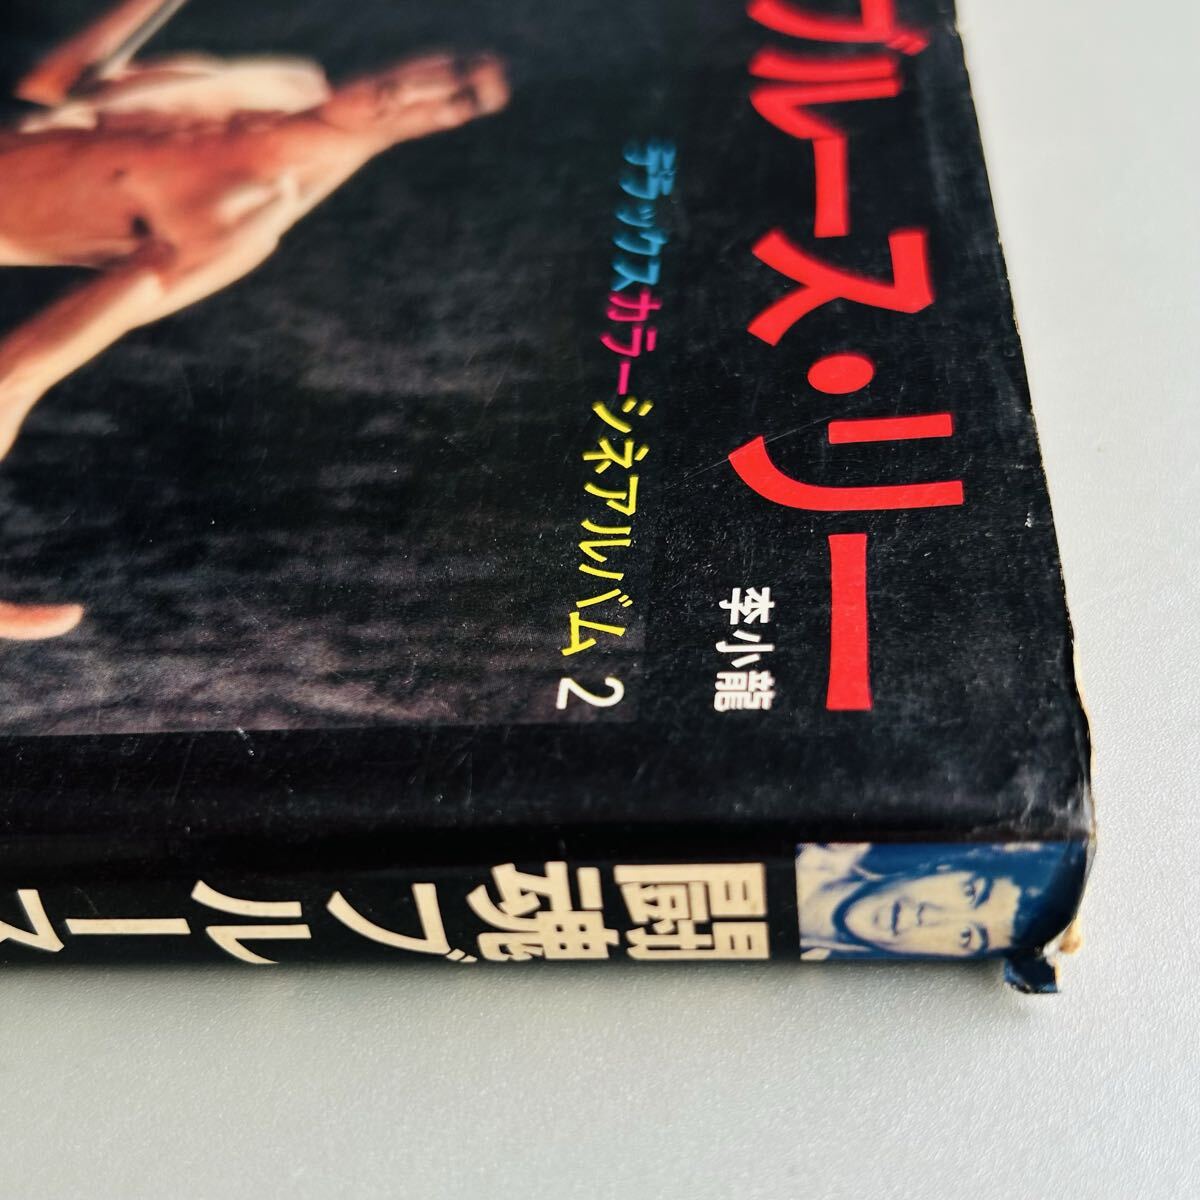 ブルース・リー
李小龍
デラックスカラーシネアルバム2
闘魂ブルース